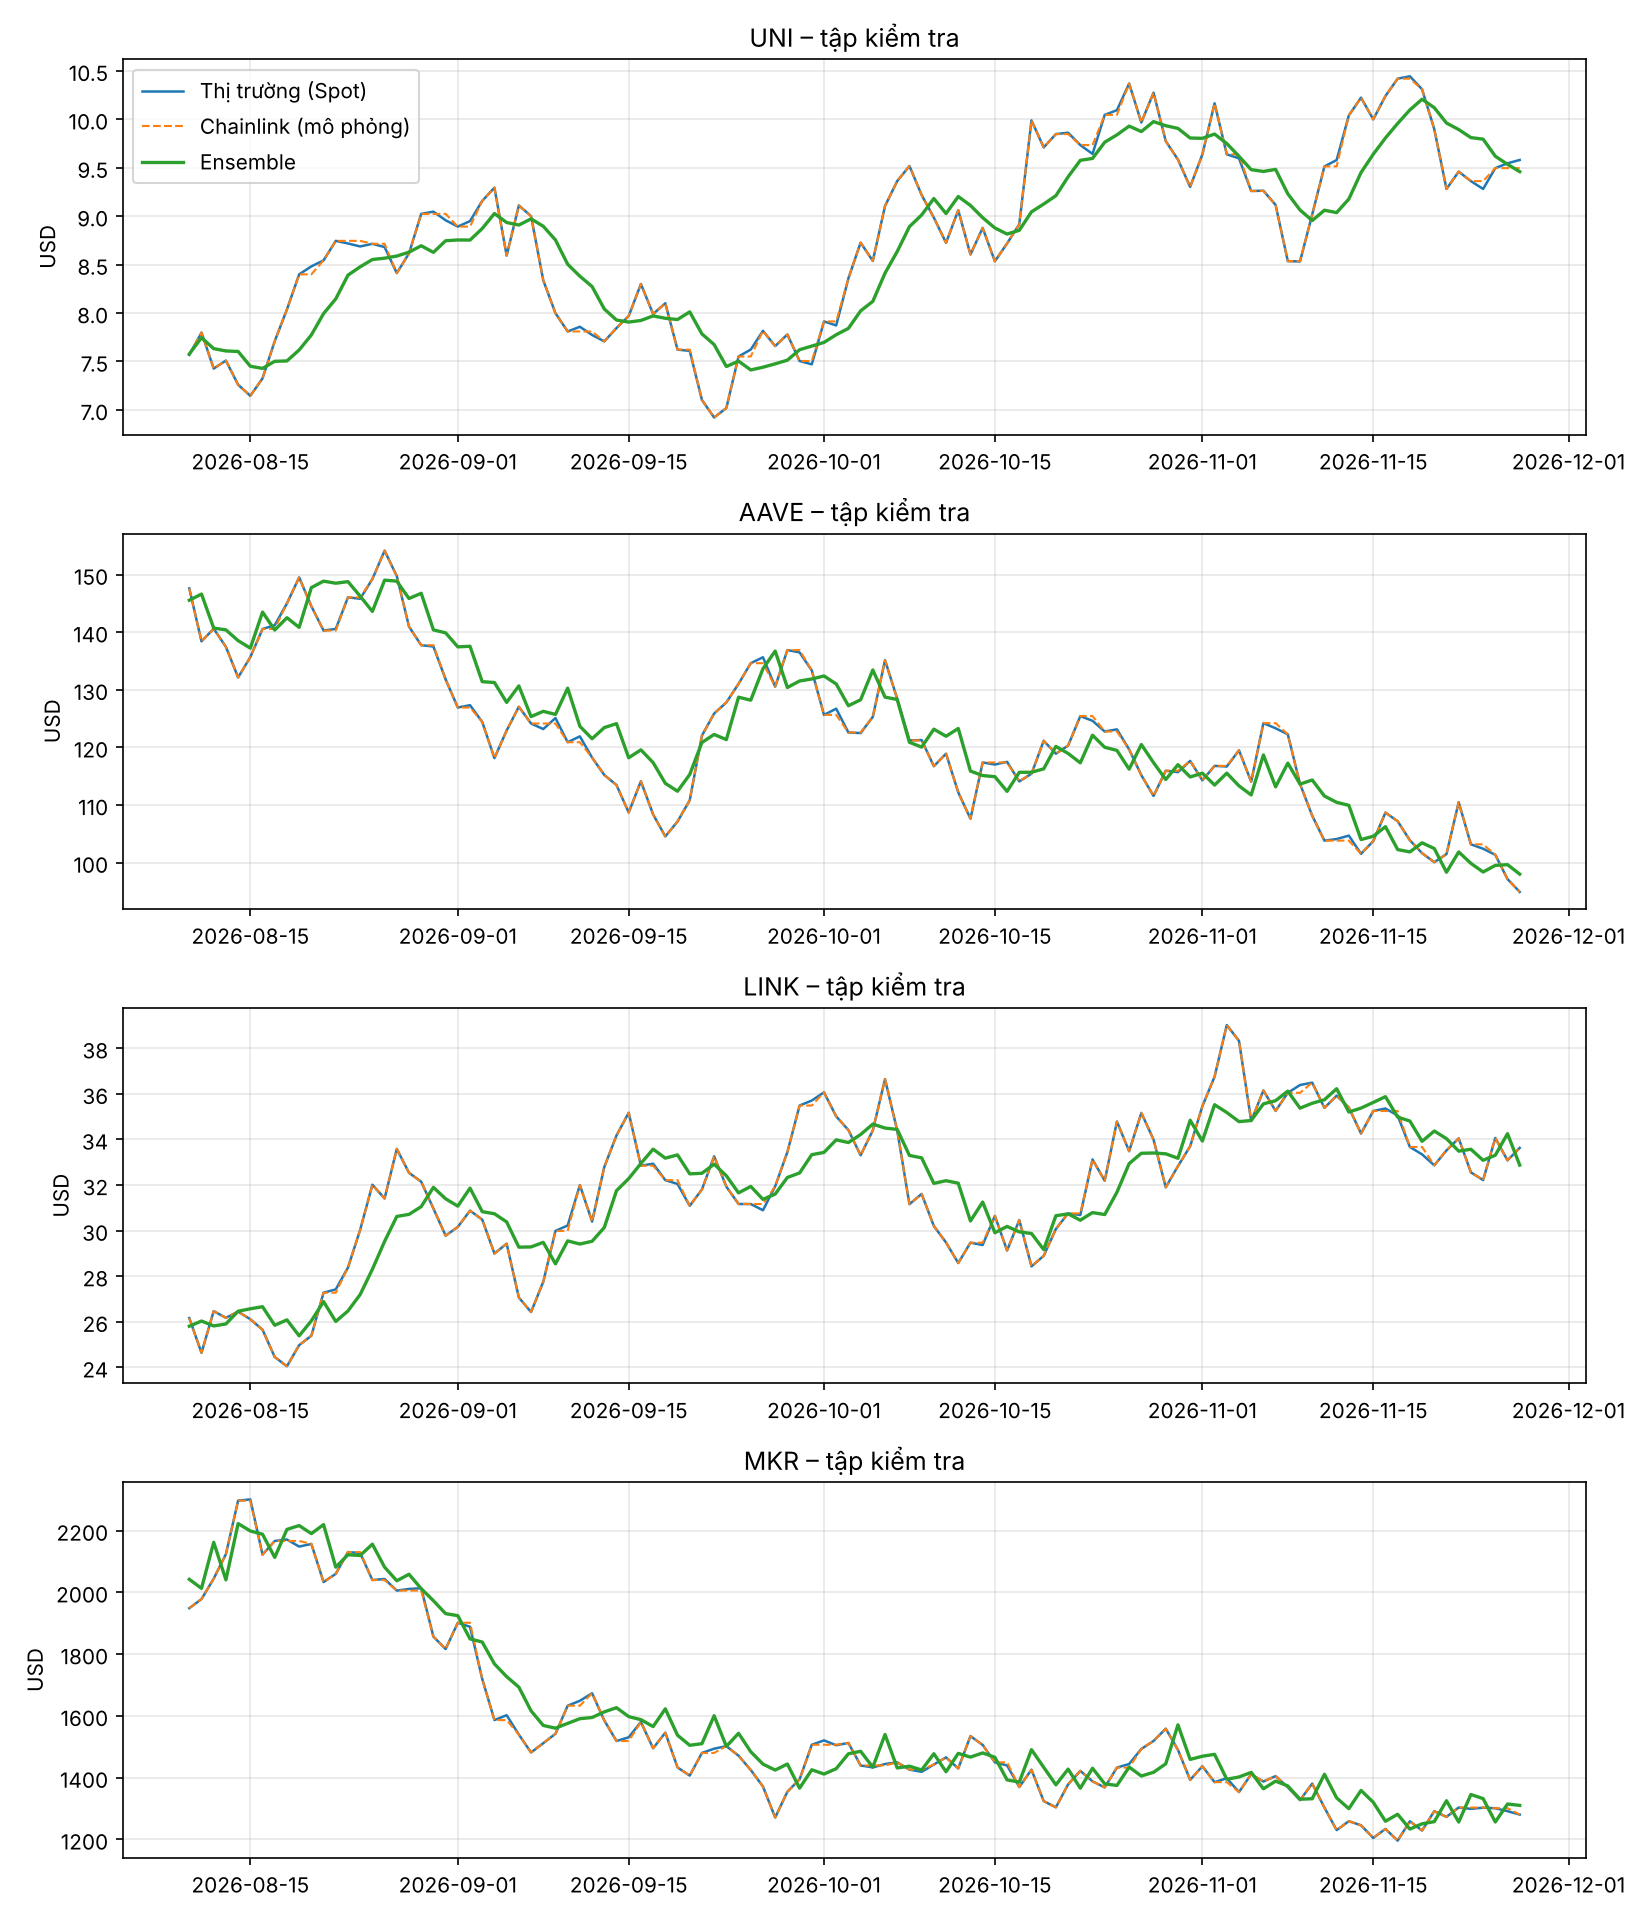 UNI – tập kiểm tra
Thị trường (Spot)
Chainlink (mô phỏng)
Ensemble
USD
10.5
10.0
9.5
9.0
8.5
8.0
7.5
7.0
2026-08-15 2026-09-01 2026-09-15 2026-10-01 2026-10-15 2026-11-01 2026-11-15 2026-12-01
AAVE – tập kiểm tra
USD
150
140
130
120
110
100
2026-08-15 2026-09-01 2026-09-15 2026-10-01 2026-10-15 2026-11-01 2026-11-15 2026-12-01
LINK – tập kiểm tra
USD
38
36
34
32
30
28
26
24
2026-08-15 2026-09-01 2026-09-15 2026-10-01 2026-10-15 2026-11-01 2026-11-15 2026-12-01
MKR – tập kiểm tra
USD
2200
2000
1800
1600
1400
1200
2026-08-15 2026-09-01 2026-09-15 2026-10-01 2026-10-15 2026-11-01 2026-11-15 2026-12-01